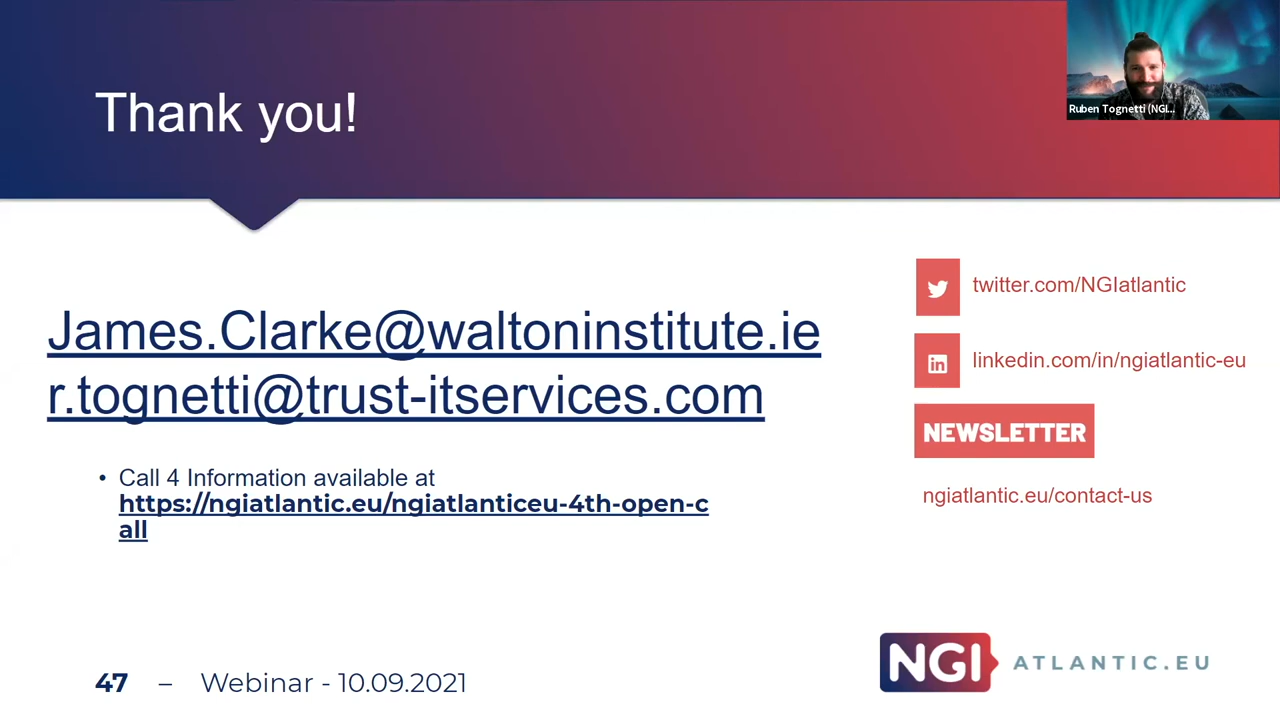 Thank you!
Ruben Tognetti (NGI...
James.Clarke@waltoninstitute.ie
r.tognetti@trust-itservices.com
• Call 4 Information available at
https://ngiatlantic.eu/ngiatlanticeu-4th-open-c
all
twitter.com/NGIatlantic
linkedin.com/in/ngiatlantic-eu
NEWSLETTER
ngiatlantic.eu/contact-us
47 – Webinar - 10.09.2021
NGI ATLANTIC.EU